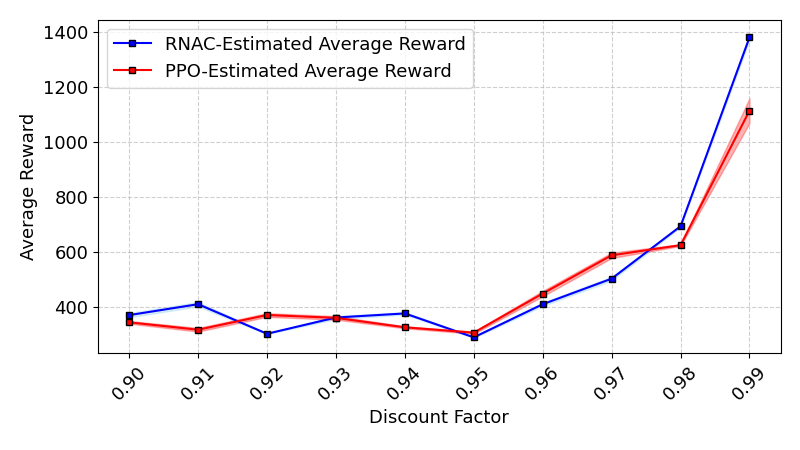 RNAC-Estimated Average Reward
PPO-Estimated Average Reward
Average Reward
1400
1200
1000
800
600
400
0.90 0.91 0.92 0.93 0.94 0.95 0.96 0.97 0.98 0.99
Discount Factor